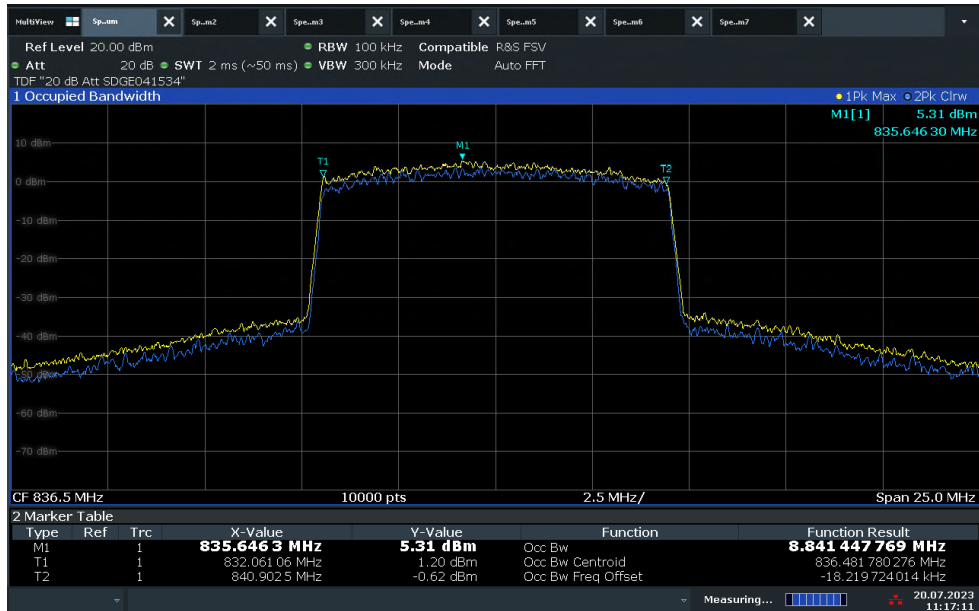 MultiView Sp..um Sp..m2 Spe..m3 Spe..m4 Spe..m5 Spe..m6 Spe..m7
Ref Level 20.00 dBm RBW 100 kHz Compatible R&S FSV
Att 20 dB SWT 2 ms (~50 ms) VBW 300 kHz Mode Auto FFT
TDF "20 dB Att SDGE041534"
1 Occupied Bandwidth 1Pk Max 2Pk Clrw
M1[1] 5.31 dBm
835.646 30 MHz
10 dBm
M1
T1
T2
0 dBm
-10 dBm
-20 dBm
-30 dBm
-40 dBm
-50 dBm
-60 dBm
-70 dBm
CF 836.5 MHz 10000 pts 2.5 MHz/ Span 25.0 MHz
2 Marker Table
Type Ref Trc X-Value Y-Value Function Function Result
M1 1 835.646 3 MHz 5.31 dBm Occ Bw 8.841 447 769 MHz
T1 1 832.061 06 MHz 1.20 dBm Occ Bw Centroid 836.481 780 276 MHz
T2 1 840.902 5 MHz -0.62 dBm Occ Bw Freq Offset -18.219 724 014 kHz
Measuring... 20.07.2023
11:17:11